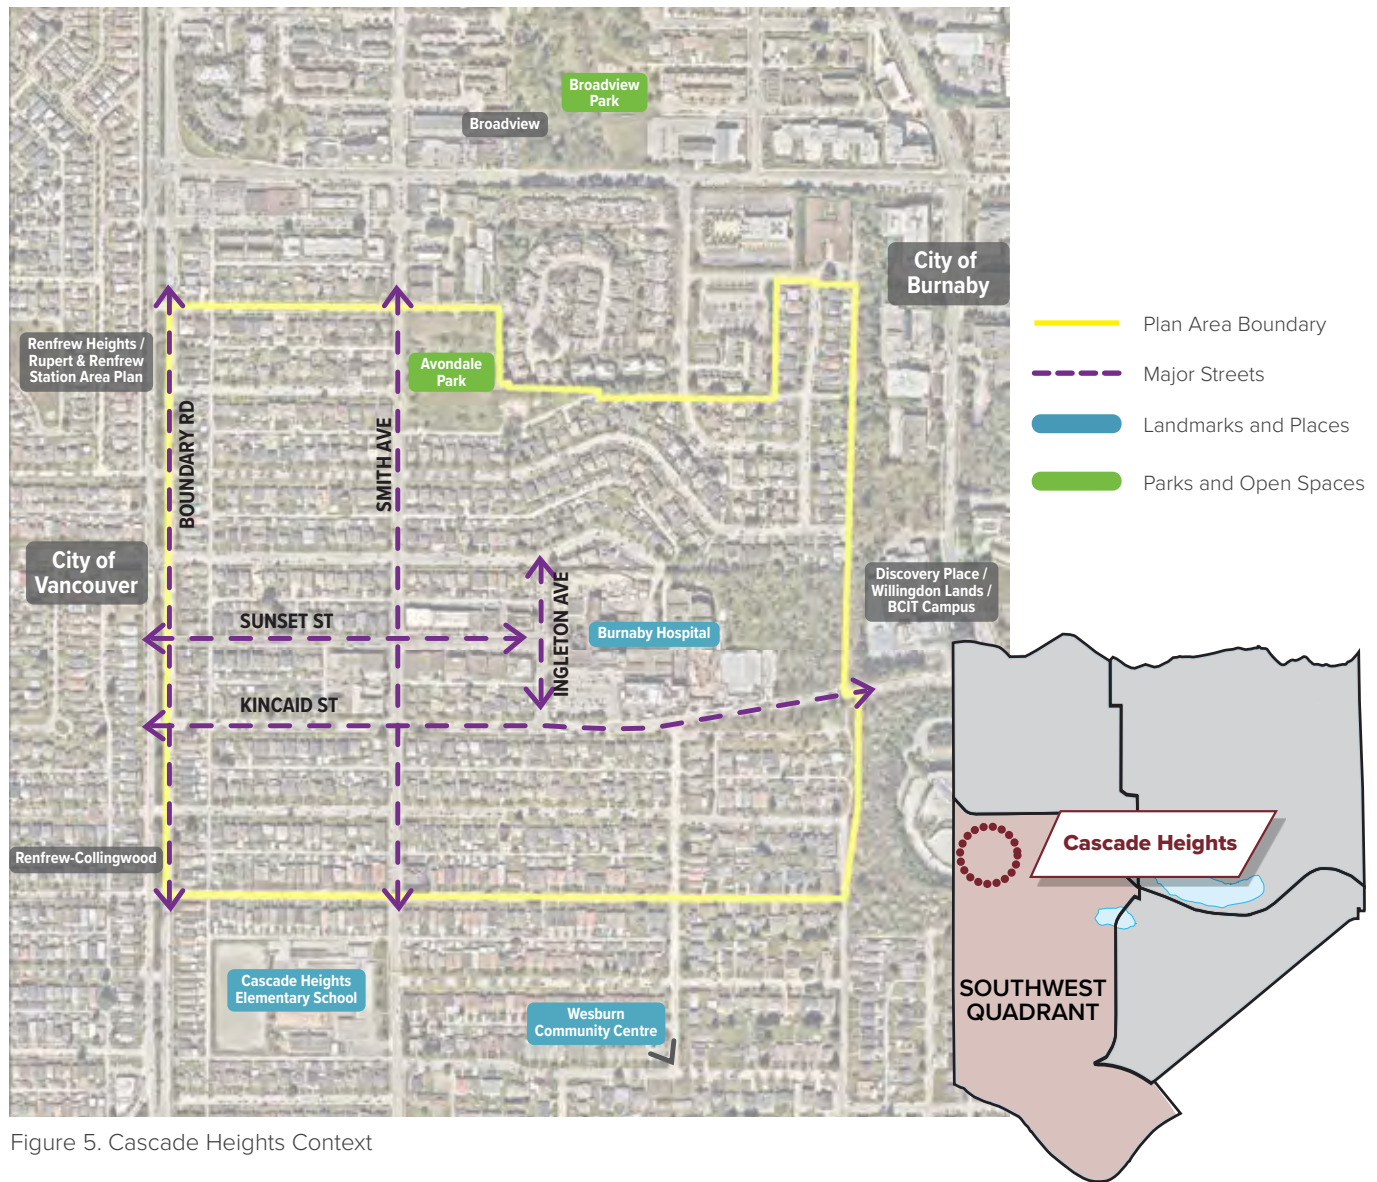 Broadview
Park
Broadview
City of
Burnaby
Renfrew Heights /
Rupert & Renfrew
Station Area Plan
Avondale
Park
BOUNDARY RD
SMITH AVE
City of
Vancouver
INGLETON AVE
Discovery Place /
Willingdon Lands /
BCIT Campus
SUNSET ST
Burnaby Hospital
KINCAID ST
Renfrew-Collingwood
Cascade Heights
Elementary School
Wesburn
Community Centre
Plan Area Boundary
Major Streets
Landmarks and Places
Parks and Open Spaces
Cascade Heights
SOUTHWEST
QUADRANT
Figure 5. Cascade Heights Context